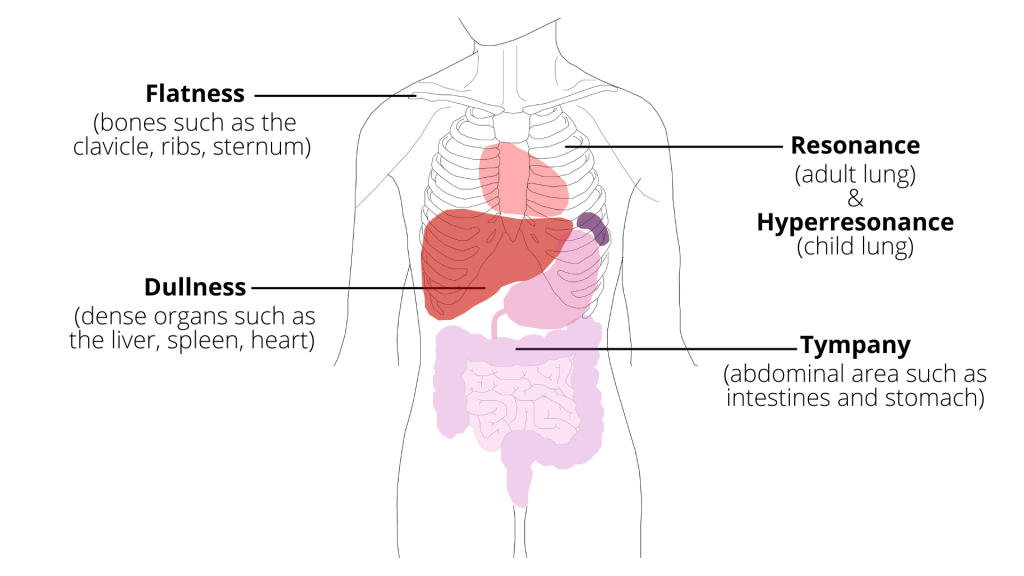 Flatness
(bones such as the
clavicle, ribs, sternum)
Resonance
(adult lung)
&
Hyperresonance
(child lung)
Dullness
(dense organs such as
the liver, spleen, heart)
Tympany
(abdominal area such as
intestines and stomach)